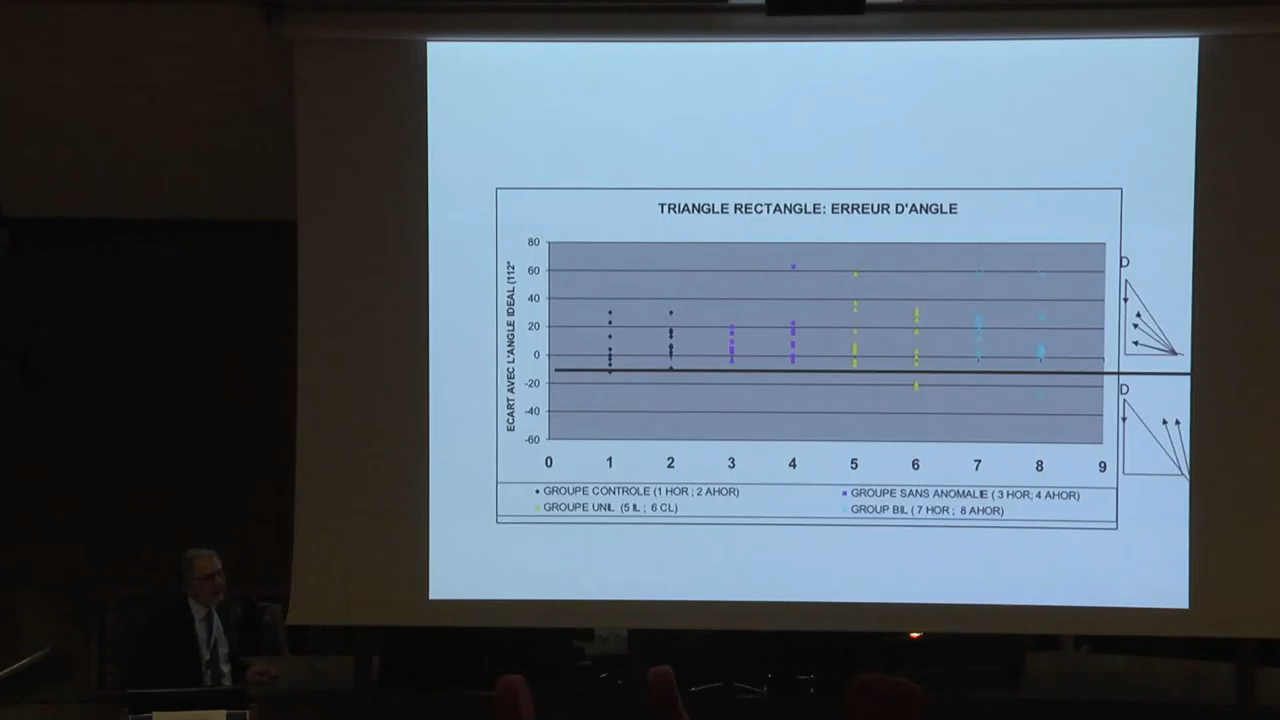 TRIANGLE RECTANGLE: ERREUR D'ANGLE
ECART AVEC L'ANGLE IDEAL (112°
80
60
40
20
0
-20
-40
-60
0 1 2 3 4 5 6 7 8 9
GROUPE CONTROLE (1 HOR ; 2 AHOR)
GROUPE SANS ANOMALIE ( 3 HOR; 4 AHOR)
GROUPE UNIL (5 IL ; 6 CL)
GROUP BIL ( 7 HOR ; 8 AHOR)
D
D